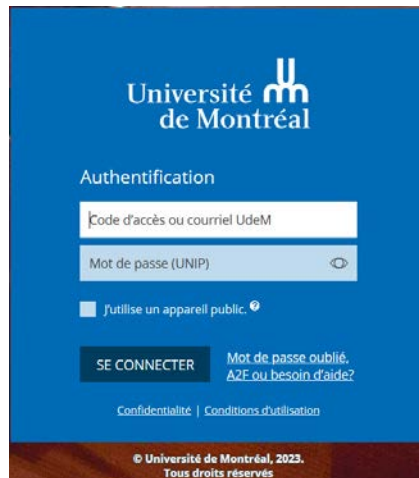 Université
de Montréal
Authentification
Code d'accès ou courriel UdeM
Mot de passe (UNIP)
J'utilise un appareil public. ?
SE CONNECTER
Mot de passe oublié,
A2F ou besoin d'aide?
Confidentialité | Conditions d'utilisation
© Université de Montréal, 2023.
Tous droits réservés